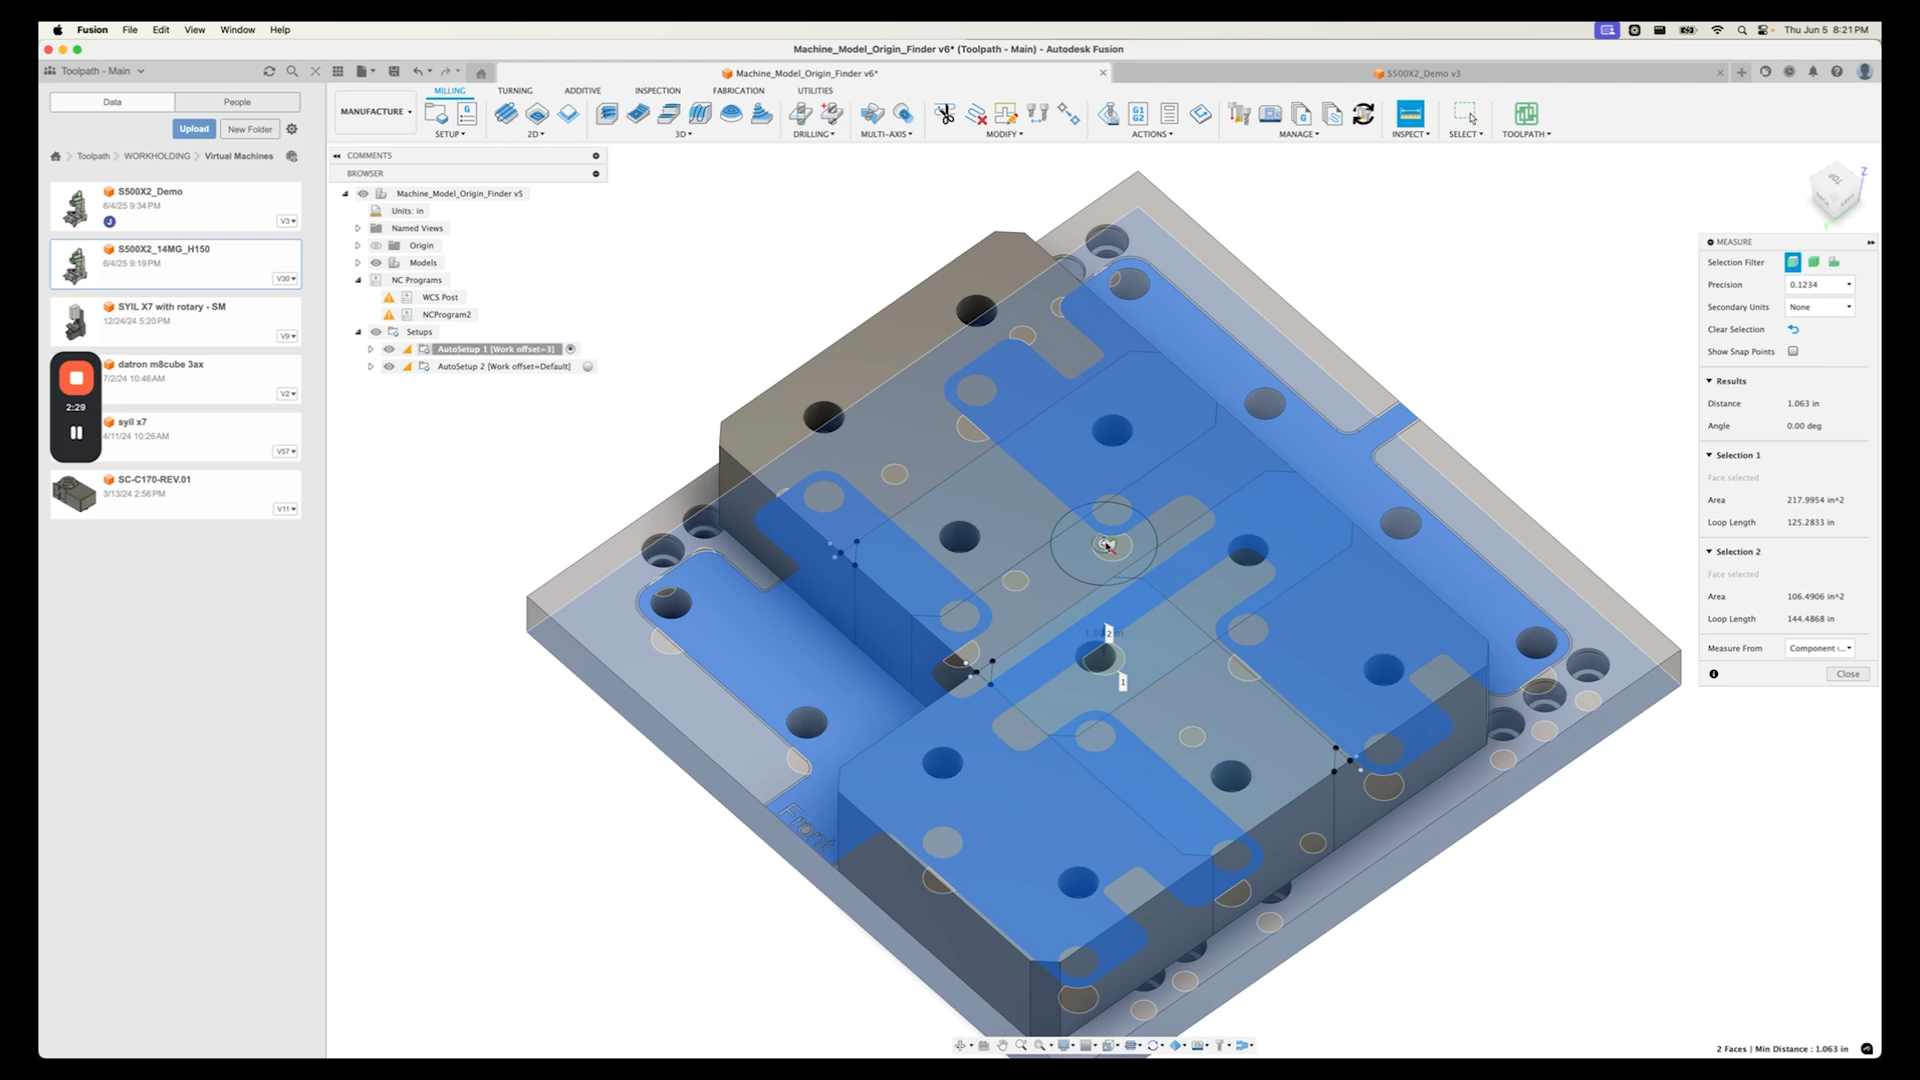 Fusion File Edit View Window Help
Thu Jun 5 8:21 PM
Machine_Model_Origin_Finder v6* (Toolpath - Main) - Autodesk Fusion
Toolpath - Main
Machine_Model_Origin_Finder v6*
S500X2_Demo v3
Data
People
Upload
New Folder
Toolpath
WORKHOLDING
Virtual Machines
S500X2_Demo
6/4/25 9:34 PM
J
V3
S500X2_14MG_H150
6/4/25 9:19 PM
V30
SYIL X7 with rotary - SM
12/24/24 5:20 PM
V9
datron m8cube 3ax
7/2/24 10:46 AM
V2
syil x7
4/11/24 10:26 AM
V57
SC-C170-REV.01
3/13/24 2:56 PM
V11
2:29
MANUFACTURE
MILLING
TURNING
ADDITIVE
INSPECTION
FABRICATION
UTILITIES
G
G1
G2
G
SETUP
2D
3D
DRILLING
MULTI-AXIS
MODIFY
ACTIONS
MANAGE
INSPECT
SELECT
TOOLPATH
COMMENTS
BROWSER
Machine_Model_Origin_Finder v5
Units: in
Named Views
Origin
Models
NC Programs
WCS Post
NCProgram2
Setups
AutoSetup 1 [Work offset=3]
AutoSetup 2 [Work offset=Default]
TOP
Z
2
1
Front
MEASURE
Selection Filter
Precision 0.1234
Secondary Units None
Clear Selection
Show Snap Points
Results
Distance 1.063 in
Angle 0.00 deg
Selection 1
Face selected
Area 217.9954 in^2
Loop Length 125.2833 in
Selection 2
Face selected
Area 106.4906 in^2
Loop Length 144.4868 in
Measure From Component
Close
2 Faces | Min Distance : 1.063 in